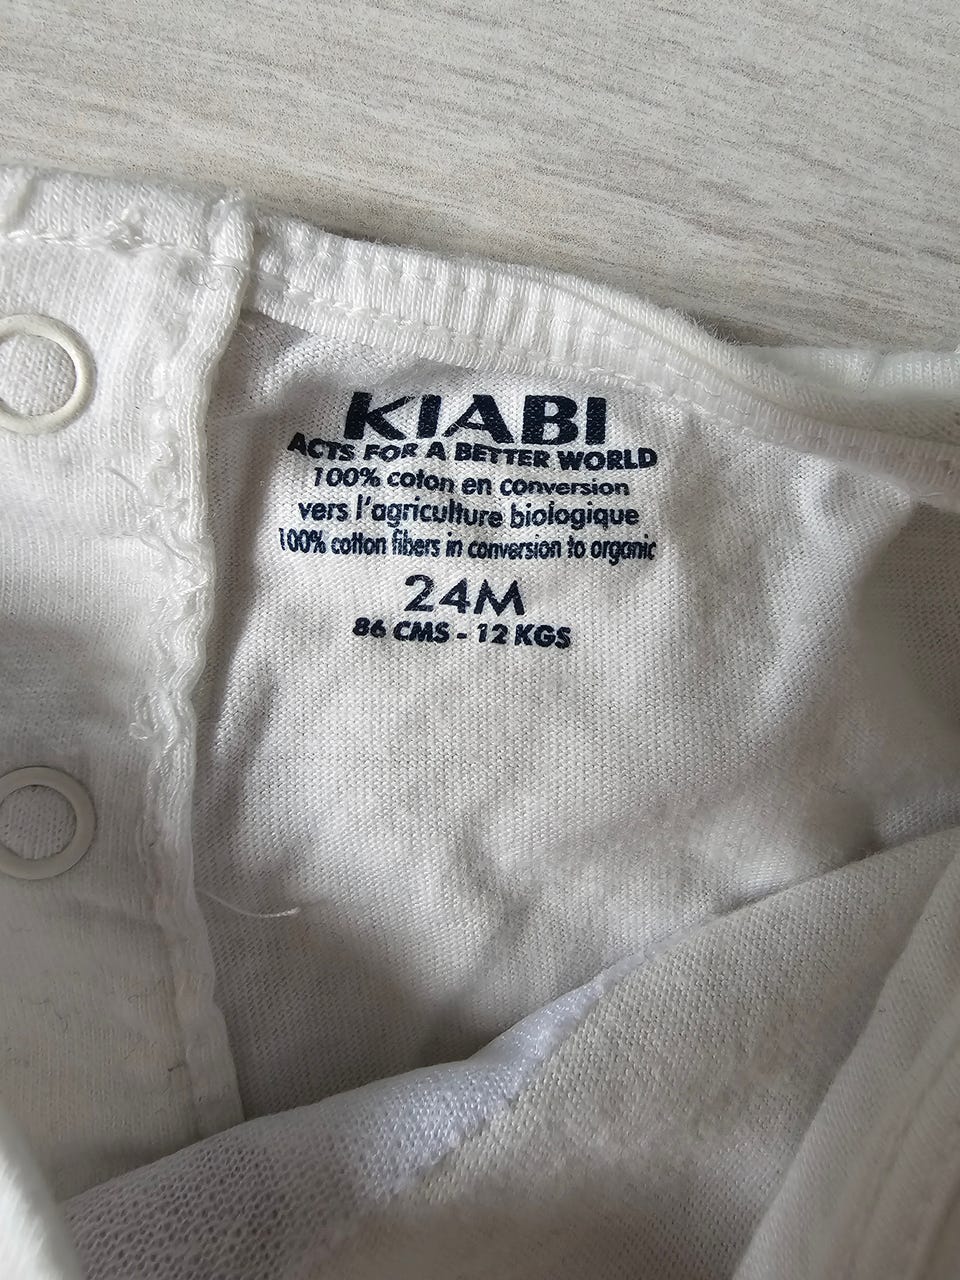 KIABI
ACTS FOR A BETTER WORLD
100% coton en conversion
vers l'agriculture biologique
100% cotton fibers in conversion to organic
24M
86 CMS - 12 KGS